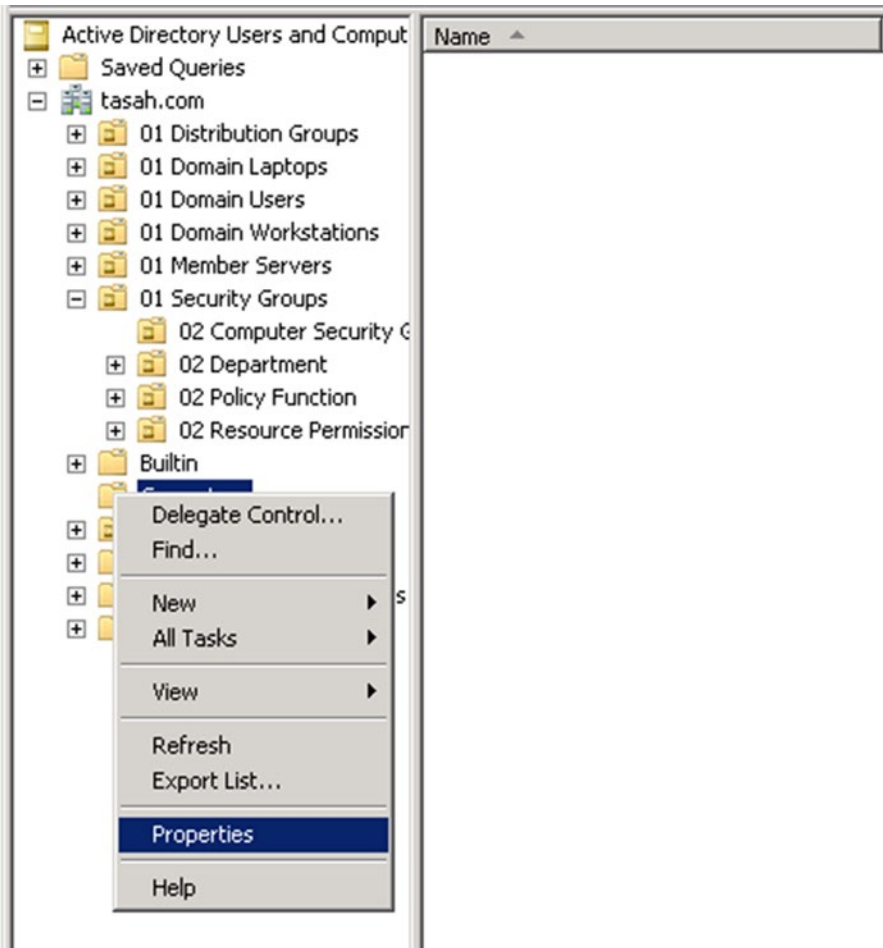 Active Directory Users and Comput
Name
Saved Queries
tasah.com
01 Distribution Groups
01 Domain Laptops
01 Domain Users
01 Domain Workstations
01 Member Servers
01 Security Groups
02 Computer Security G
02 Department
02 Policy Function
02 Resource Permission
Builtin
Delegate Control...
Find...
New
s
All Tasks
View
Refresh
Export List...
Properties
Help